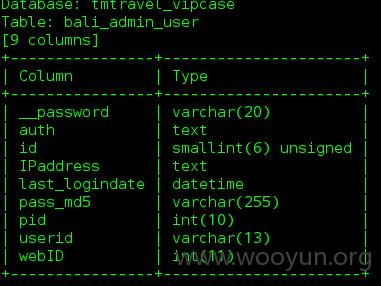 Database: tmtravel_vipcase
Table: bali_admin_user
[9 columns]
+---------------+----------------------+
| Column | Type |
+---------------+----------------------+
| __password | varchar(20) |
| auth | text |
| id | smallint(6) unsigned |
| IPaddress | text |
| last_logindate | datetime |
| pass_md5 | varchar(255) |
| pid | int(10) |
| userid | varchar(13) |
| webID | int(11) |
+---------------+----------------------+
www.wooyun.org